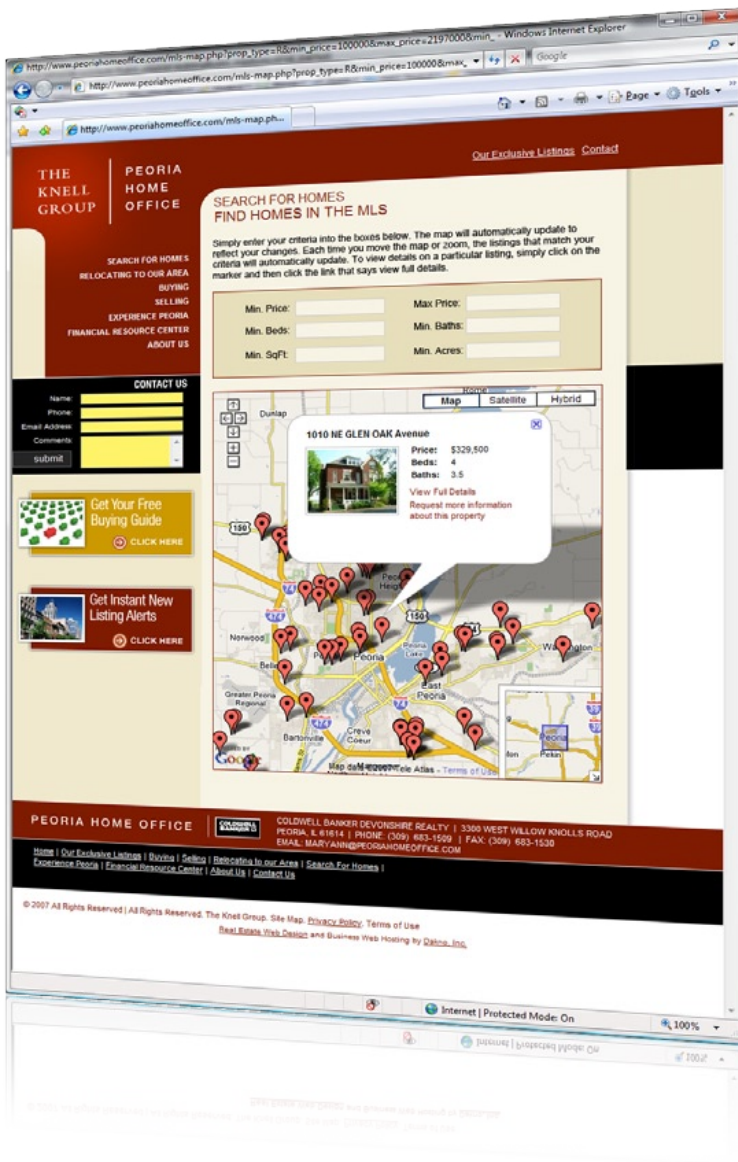 http://www.peoriahomeoffice.com/mls-map.php?prop_type=R&min_price=100000&max_price=2197000&min_ - Windows Internet Explorer
http://www.peoriahomeoffice.com/mls-map.php?prop_type=R&min_price=100000&max_
Google
http://www.peoriahomeoffice.com/mls-map.ph...
Page
Tools
Our Exclusive Listings Contact
THE KNELL GROUP
PEORIA HOME OFFICE
SEARCH FOR HOMES
RELOCATING TO OUR AREA
BUYING
SELLING
EXPERIENCE PEORIA
FINANCIAL RESOURCE CENTER
ABOUT US
CONTACT US
Name:
Phone:
Email Address:
Comments:
submit
Get Your Free
Buying Guide
CLICK HERE
Get Instant New
Listing Alerts
CLICK HERE
SEARCH FOR HOMES
FIND HOMES IN THE MLS
Simply enter your criteria into the boxes below. The map will automatically update to
reflect your changes. Each time you move the map or zoom, the listings that match your
criteria will automatically update. To view details on a particular listing, simply click on the
marker and then click the link that says view full details.
Min. Price:
Max Price:
Min. Beds:
Min. Baths:
Min. SqFt:
Min. Acres:
Map
Satellite
Hybrid
Dunlap
1010 NE GLEN OAK Avenue
Price: $329,500
Beds: 4
Baths: 3.5
View Full Details
Request more information
about this property
150
74
474
150
Norwood
Peoria
Peoria
Lake
East
Peoria
Greater Peoria
Regional
74
474
Bartonville
Creve
Coeur
Peoria
Pekin
Google
Tele Atlas - Terms of Use
PEORIA HOME OFFICE
COLDWELL
BANKER
COLDWELL BANKER DEVONSHIRE REALTY | 3300 WEST WILLOW KNOLLS ROAD
PEORIA, IL 61614 | PHONE: (309) 683-1509 | FAX: (309) 683-1530
EMAIL: MARYANN@PEORIAHOMEOFFICE.COM
Home | Our Exclusive Listings | Buying | Selling | Relocating to our Area | Search For Homes |
Experience Peoria | Financial Resource Center | About Us | Contact Us
© 2007 All Rights Reserved | All Rights Reserved. The Knell Group. Site Map. Privacy Policy. Terms of Use
Real Estate Web Design and Business Web Hosting by Dakno, Inc.
Internet | Protected Mode: On
100%